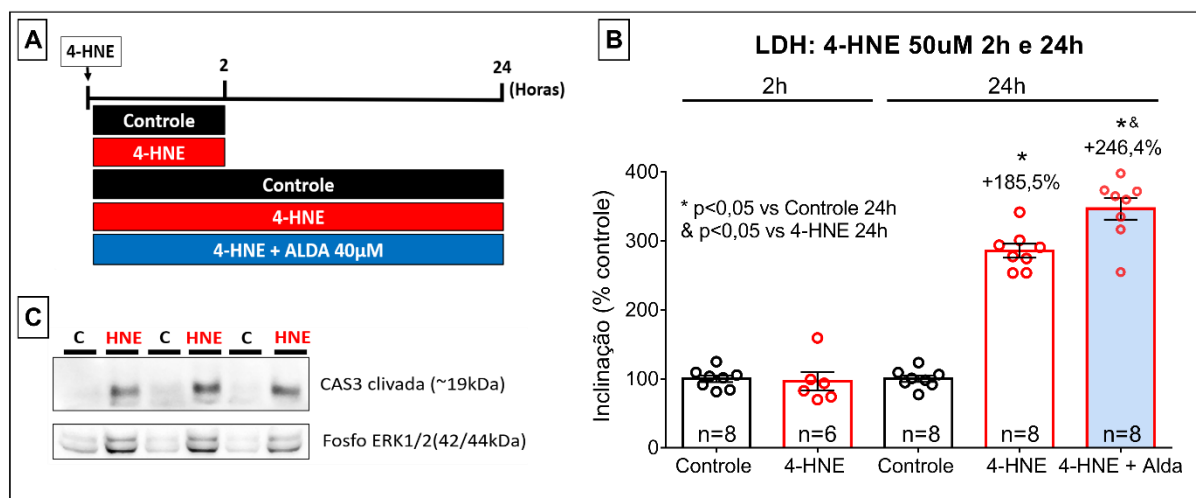 A
4-HNE
2
24
(Horas)
Controle
4-HNE
Controle
4-HNE
4-HNE + ALDA 40µM
B
LDH: 4-HNE 50uM 2h e 24h
2h
24h
*&
+246,4%
*
+185,5%
* p<0,05 vs Controle 24h
& p<0,05 vs 4-HNE 24h
Inclinação (% controle)
400
300
200
100
0
n=8
n=6
n=8
n=8
n=8
Controle
4-HNE
Controle
4-HNE
4-HNE + Alda
C
C HNE C HNE C HNE
CAS3 clivada (~19kDa)
Fosfo ERK1/2(42/44kDa)